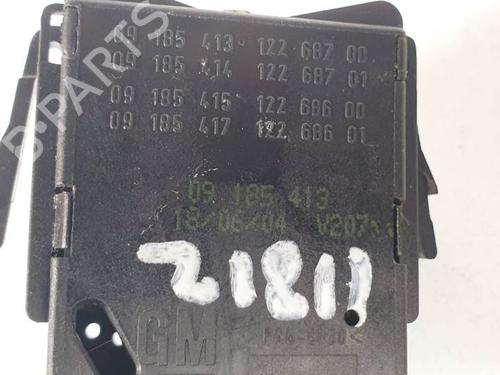 09 185 413 122 687 00
09 185 414 122 687 01
09 185 415 122 686 00
09 185 417 122 686 01
09 185 413
18/06/04 V207
21811
GM
B-PARTS